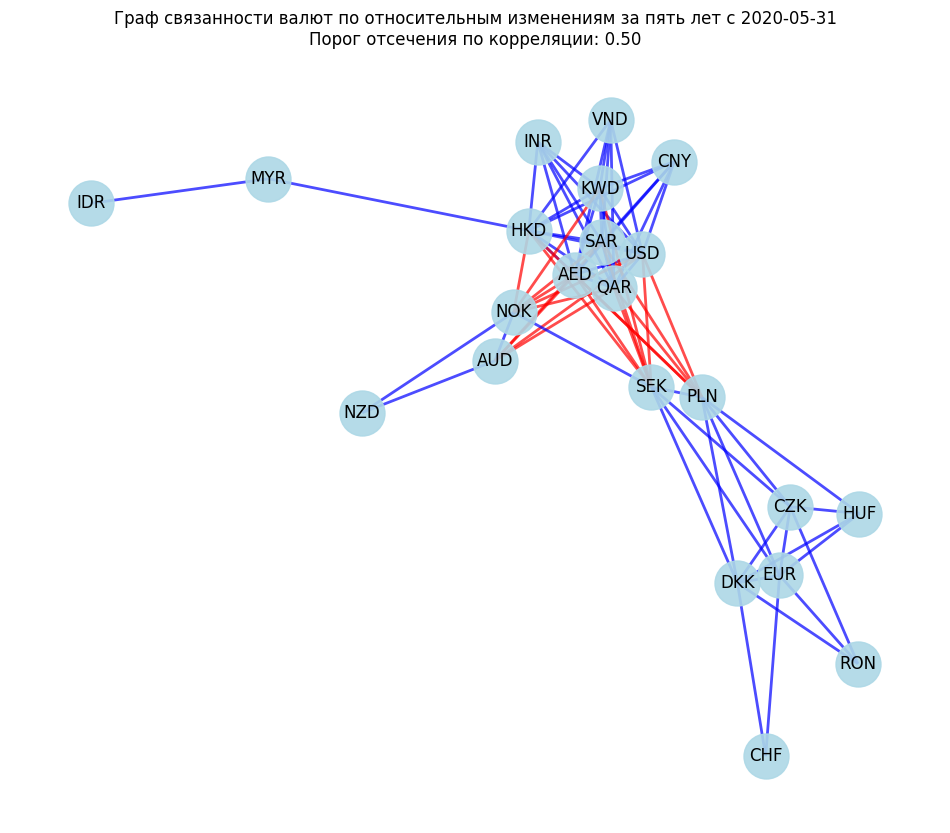 Граф связанности валют по относительным изменениям за пять лет с 2020-05-31
Порог отсечения по корреляции: 0.50
VND
INR
CNY
MYR
KWD
IDR
HKD
SAR
USD
AED
QAR
NOK
AUD
SEK
PLN
NZD
CZK
HUF
EUR
DKK
RON
CHF